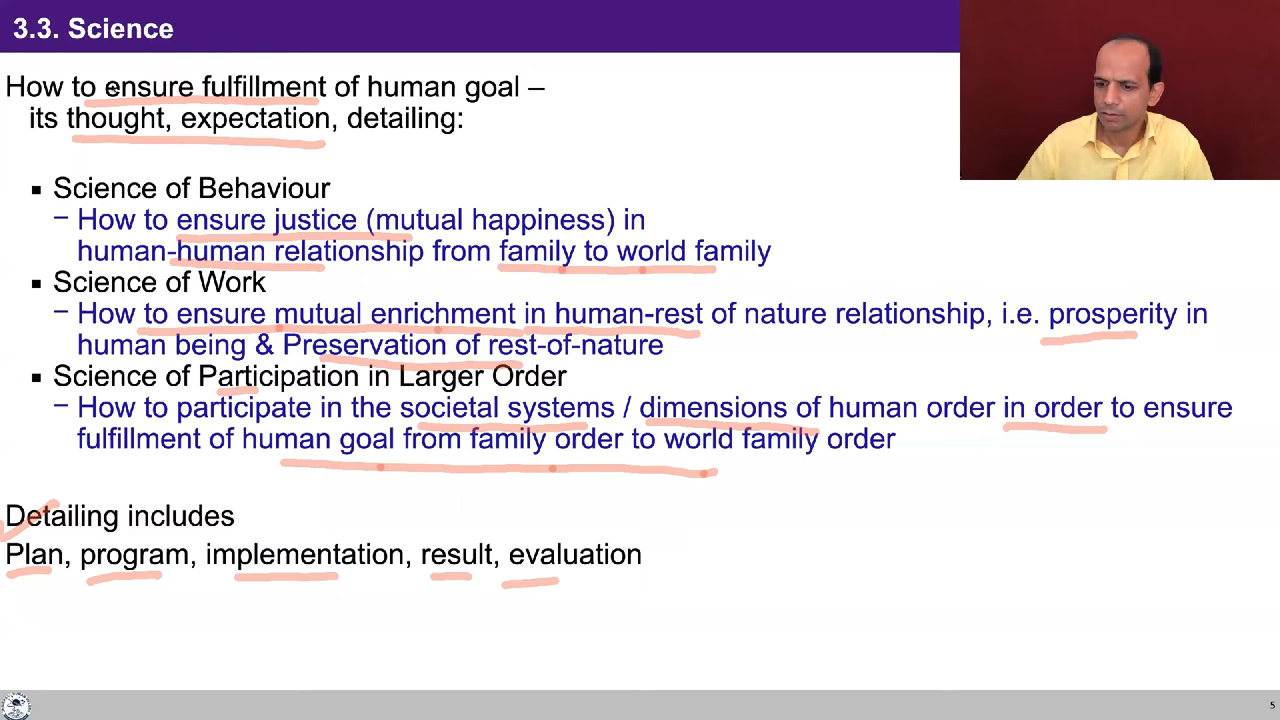 3.3. Science
How to ensure fulfillment of human goal –
its thought, expectation, detailing:
▪ Science of Behaviour
– How to ensure justice (mutual happiness) in
human-human relationship from family to world family
▪ Science of Work
– How to ensure mutual enrichment in human-rest of nature relationship, i.e. prosperity in
human being & Preservation of rest-of-nature
▪ Science of Participation in Larger Order
– How to participate in the societal systems / dimensions of human order in order to ensure
fulfillment of human goal from family order to world family order
Detailing includes
Plan, program, implementation, result, evaluation
5